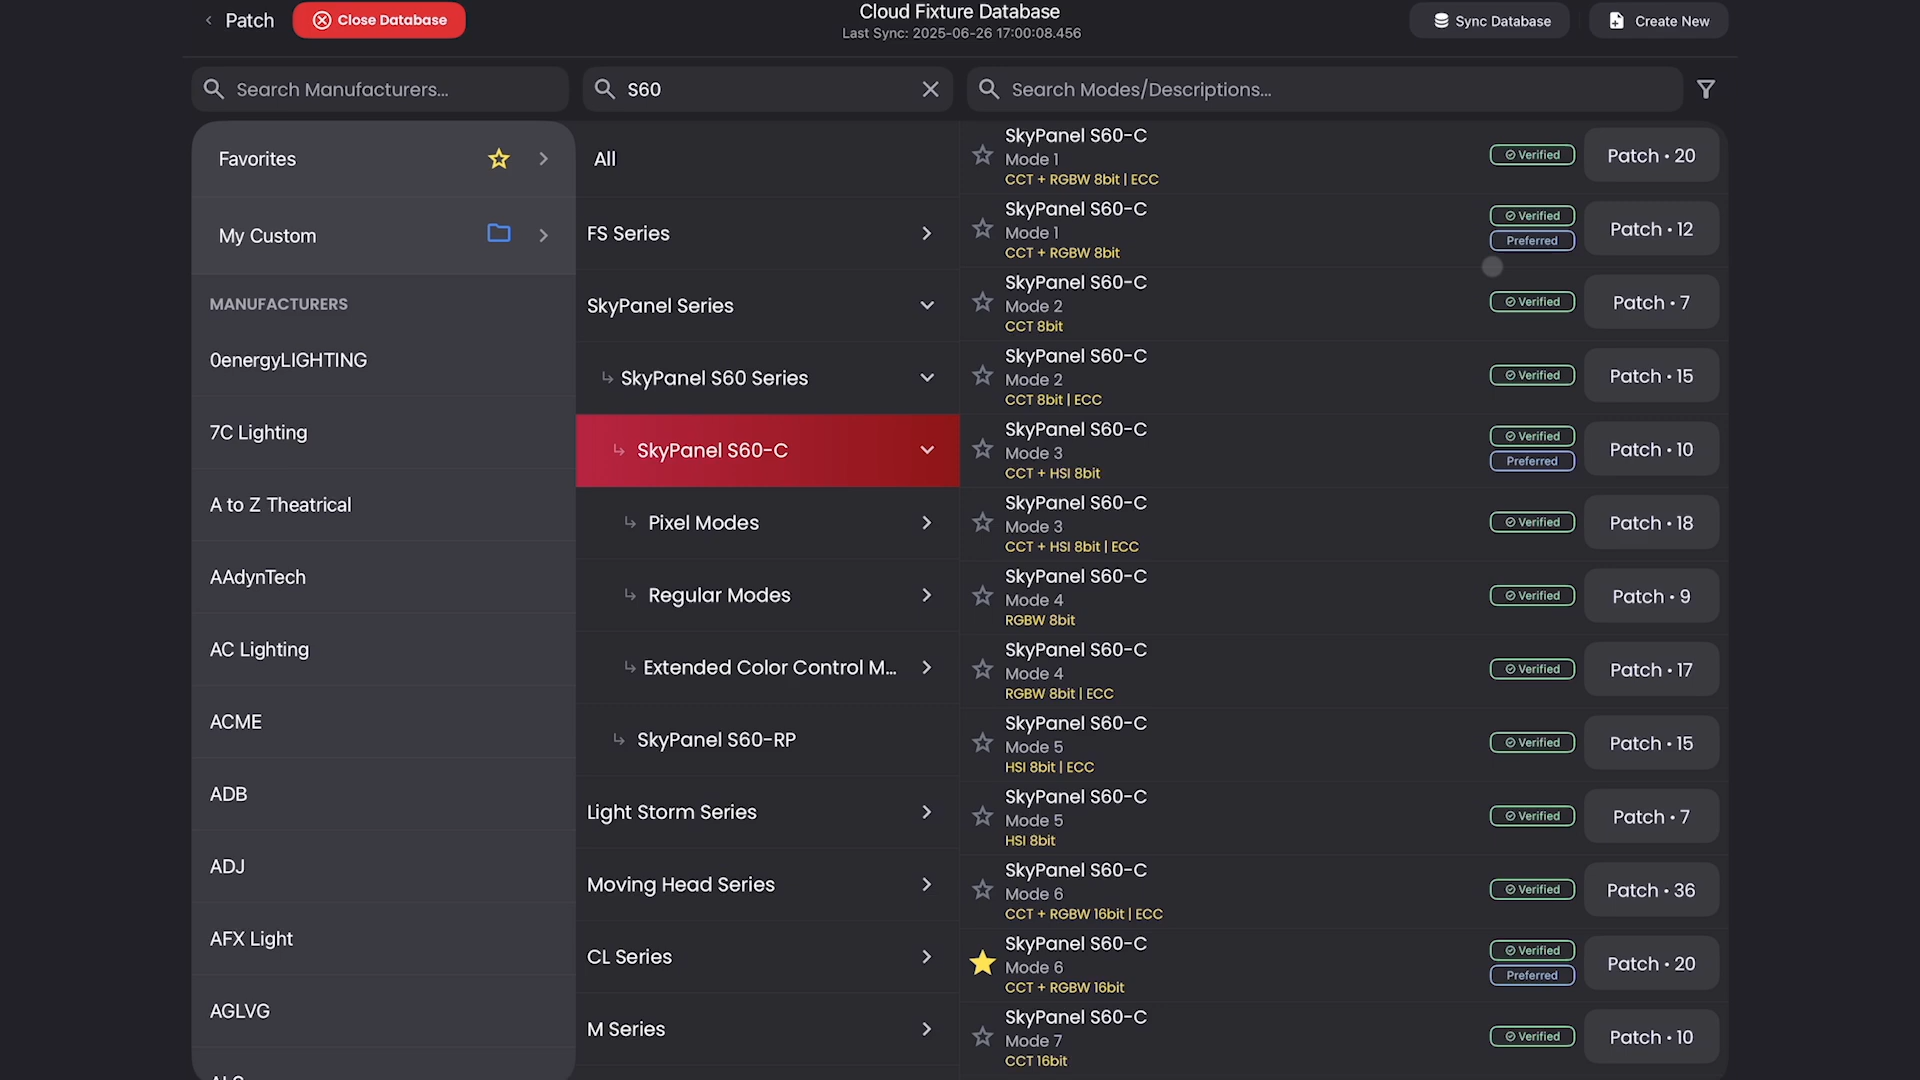 Patch
Close Database
Cloud Fixture Database
Last Sync: 2025-06-26 17:00:08.456
Sync Database
Create New
Search Manufacturers...
S60
Search Modes/Descriptions...
Favorites
My Custom
MANUFACTURERS
0energyLIGHTING
7C Lighting
A to Z Theatrical
AAdynTech
AC Lighting
ACME
ADB
ADJ
AFX Light
AGLVG
All
FS Series
SkyPanel Series
SkyPanel S60 Series
SkyPanel S60-C
Pixel Modes
Regular Modes
Extended Color Control M...
SkyPanel S60-RP
Light Storm Series
Moving Head Series
CL Series
M Series
SkyPanel S60-C
Mode 1
CCT + RGBW 8bit | ECC
Verified
Patch • 20
SkyPanel S60-C
Mode 1
CCT + RGBW 8bit
Verified
Preferred
Patch • 12
SkyPanel S60-C
Mode 2
CCT 8bit
Verified
Patch • 7
SkyPanel S60-C
Mode 2
CCT 8bit | ECC
Verified
Patch • 15
SkyPanel S60-C
Mode 3
CCT + HSI 8bit
Verified
Preferred
Patch • 10
SkyPanel S60-C
Mode 3
CCT + HSI 8bit | ECC
Verified
Patch • 18
SkyPanel S60-C
Mode 4
RGBW 8bit
Verified
Patch • 9
SkyPanel S60-C
Mode 4
RGBW 8bit | ECC
Verified
Patch • 17
SkyPanel S60-C
Mode 5
HSI 8bit | ECC
Verified
Patch • 15
SkyPanel S60-C
Mode 5
HSI 8bit
Verified
Patch • 7
SkyPanel S60-C
Mode 6
CCT + RGBW 16bit | ECC
Verified
Patch • 36
SkyPanel S60-C
Mode 6
CCT + RGBW 16bit
Verified
Preferred
Patch • 20
SkyPanel S60-C
Mode 7
CCT 16bit
Verified
Patch • 10